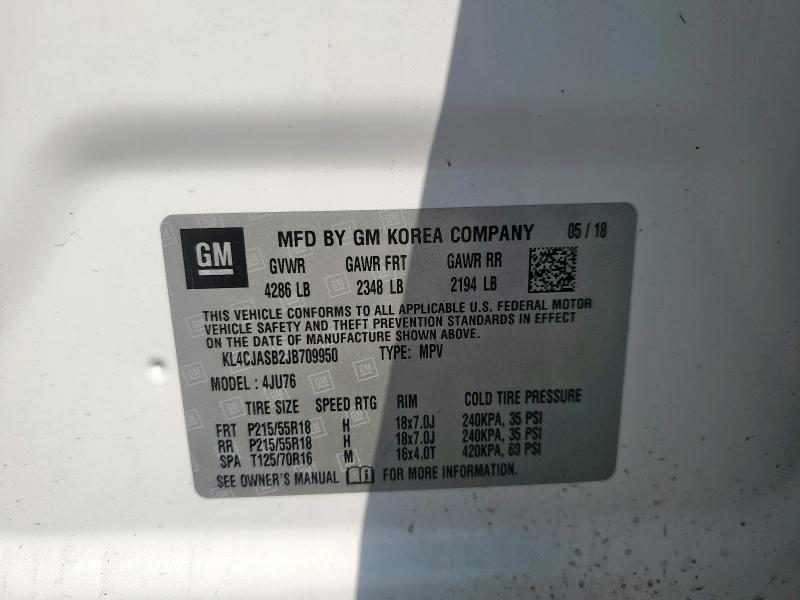 GM MFD BY GM KOREA COMPANY 05 / 18
GVWR GAWR FRT GAWR RR
4286 LB 2348 LB 2194 LB
THIS VEHICLE CONFORMS TO ALL APPLICABLE U.S. FEDERAL MOTOR
VEHICLE SAFETY AND THEFT PREVENTION STANDARDS IN EFFECT
ON THE DATE OF MANUFACTURE SHOWN ABOVE.
KL4CJASB2JB709950 TYPE: MPV
MODEL: 4JU76
TIRE SIZE SPEED RTG RIM COLD TIRE PRESSURE
FRT P215/55R18 H 18x7.0J 240KPA, 35 PSI
RR P215/55R18 H 18x7.0J 240KPA, 35 PSI
SPA T125/70R16 M 16x4.0T 420KPA, 60 PSI
SEE OWNER'S MANUAL FOR MORE INFORMATION.